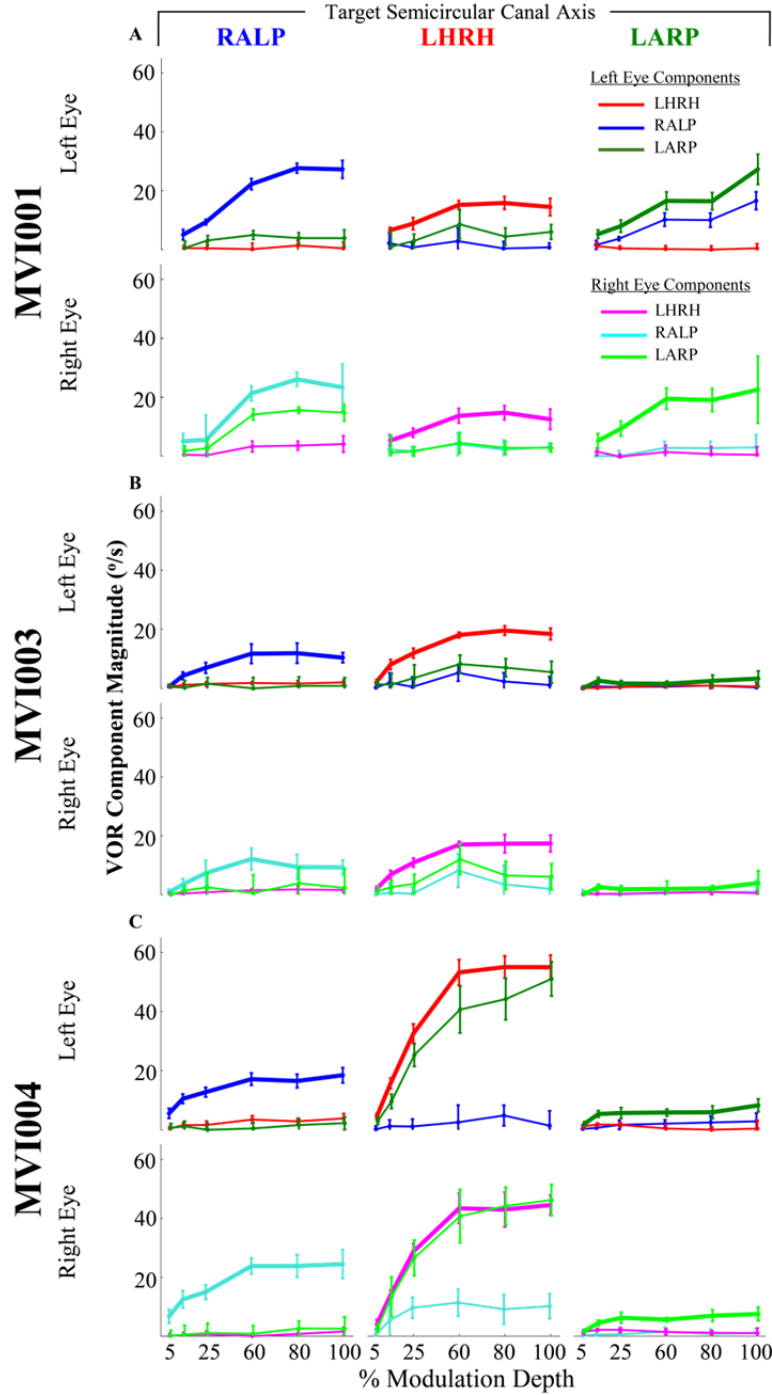 Target Semicircular Canal Axis
A
RALP LHRH LARP
MVI001
Left Eye
60
40
20
Left Eye Components
LHRH
RALP
LARP
Right Eye
60
40
20
Right Eye Components
LHRH
RALP
LARP
B
VOR Component Magnitude (º/s)
MVI003
Left Eye
60
40
20
Right Eye
60
40
20
C
MVI004
Left Eye
60
40
20
Right Eye
60
40
20
5 25 60 80 100 5 25 60 80 100 5 25 60 80 100
% Modulation Depth